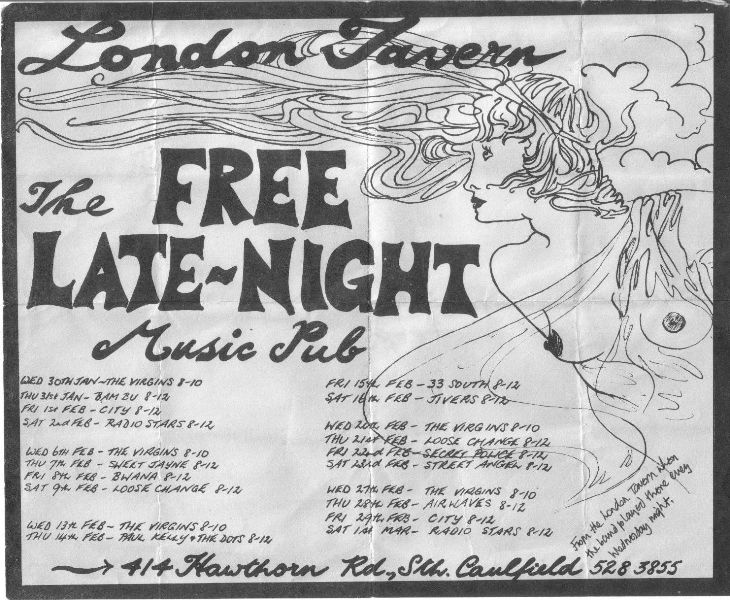 London Tavern
The FREE
LATE~NIGHT
Music Pub
WED 30TH JAN - THE VIRGINS 8-10
THU 31st JAN - BAM BU 8-12
FRI 1st FEB - CITY 8-12
SAT 2nd FEB - RADIO STARS 8-12
WED 6th FEB - THE VIRGINS 8-10
THU 7th FEB - SWEET JAYNE 8-12
FRI 8th FEB - BWANA 8-12
SAT 9th FEB - LOOSE CHANGE 8-12
WED 13th FEB - THE VIRGINS 8-10
THU 14th FEB - PAUL KELLY & THE DOTS 8-12
FRI 15th FEB - 33 SOUTH 8-12
SAT 16th FEB - JIVERS 8-12
WED 20th FEB - THE VIRGINS 8-10
THU 21st FEB - LOOSE CHANGE 8-12
FRI 22nd FEB - SECRET POLICE 8-12
SAT 23rd FEB - STREET ANGEL 8-12
WED 27th FEB - THE VIRGINS 8-10
THU 28th FEB - AIRWAVES 8-12
FRI 29th FEB - CITY 8-12
SAT 1st MAR - RADIO STARS 8-12
From the London Tavern when
the band played there every
Wednesday night.
→ 414 Hawthorn Rd., Sth. Caulfield 528 3855